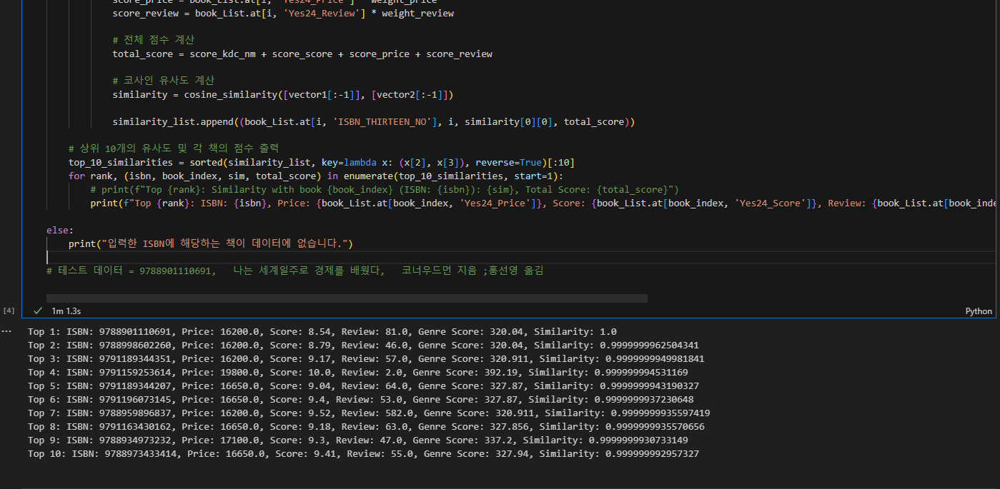 score_price = book_List.at[i, 'Yes24_Price'] * weight_price
score_review = book_List.at[i, 'Yes24_Review'] * weight_review
# 전체 점수 계산
total_score = score_kdc_nm + score_score + score_price + score_review
# 코사인 유사도 계산
similarity = cosine_similarity([vector1[:-1]], [vector2[:-1]])
similarity_list.append((book_List.at[i, 'ISBN_THIRTEEN_NO'], i, similarity[0][0], total_score))
# 상위 10개의 유사도 및 각 책의 점수 출력
top_10_similarities = sorted(similarity_list, key=lambda x: (x[2], x[3]), reverse=True)[:10]
for rank, (isbn, book_index, sim, total_score) in enumerate(top_10_similarities, start=1):
# print(f"Top {rank}: Similarity with book {book_index} (ISBN: {isbn}): {sim}, Total Score: {total_score}")
print(f"Top {rank}: ISBN: {isbn}, Price: {book_List.at[book_index, 'Yes24_Price']}, Score: {book_List.at[book_index, 'Yes24_Score']}, Review: {book_List.at[book_inde
else:
print("입력한 ISBN에 해당하는 책이 데이터에 없습니다.")
# 테스트 데이터 = 9788901110691, 나는 세계일주로 경제를 배웠다, 코너우드먼 지음 ;홍선영 옮김
[4] ✓ 1m 1.3s Python
... Top 1: ISBN: 9788901110691, Price: 16200.0, Score: 8.54, Review: 81.0, Genre Score: 320.04, Similarity: 1.0
Top 2: ISBN: 9788998602260, Price: 16200.0, Score: 8.79, Review: 46.0, Genre Score: 320.04, Similarity: 0.9999999962504341
Top 3: ISBN: 9791189344351, Price: 16200.0, Score: 9.17, Review: 57.0, Genre Score: 320.911, Similarity: 0.9999999949981841
Top 4: ISBN: 9791159253614, Price: 19800.0, Score: 10.0, Review: 2.0, Genre Score: 392.19, Similarity: 0.999999994531169
Top 5: ISBN: 9791189344207, Price: 16650.0, Score: 9.04, Review: 64.0, Genre Score: 327.87, Similarity: 0.9999999943190327
Top 6: ISBN: 9791196073145, Price: 16650.0, Score: 9.4, Review: 53.0, Genre Score: 327.87, Similarity: 0.9999999937230648
Top 7: ISBN: 9788959896837, Price: 16200.0, Score: 9.52, Review: 582.0, Genre Score: 320.911, Similarity: 0.9999999935597419
Top 8: ISBN: 9791163430162, Price: 16650.0, Score: 9.18, Review: 63.0, Genre Score: 327.856, Similarity: 0.9999999935570656
Top 9: ISBN: 9788934973232, Price: 17100.0, Score: 9.3, Review: 47.0, Genre Score: 337.2, Similarity: 0.9999999930733149
Top 10: ISBN: 9788973433414, Price: 16650.0, Score: 9.41, Review: 55.0, Genre Score: 327.94, Similarity: 0.999999992957327